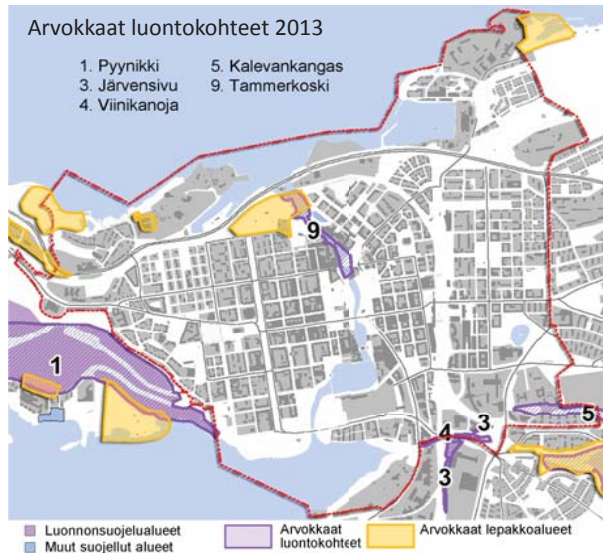 Arvokkaat luontokohteet 2013
1. Pyynikki
3. Järvensivu
4. Viinikanoja
5. Kalevankangas
9. Tammerkoski
9
1
3
4
5
3
Luonnonsuojelualueet
Muut suojellut alueet
Arvokkaat
luontokohteet
Arvokkaat lepakkoalueet